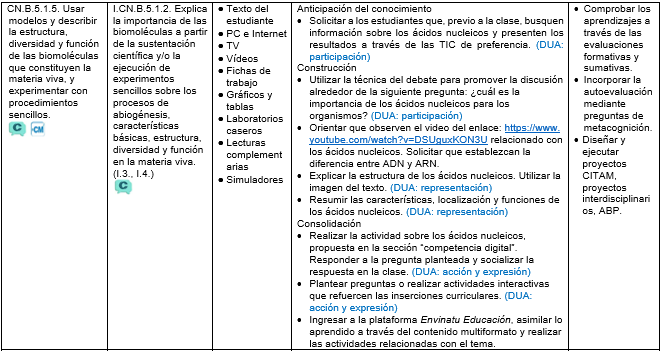 CN.B.5.1.5. Usar
modelos y describir
la estructura,
diversidad y función
de las biomoléculas
que constituyen la
materia viva, y
experimentar con
procedimientos
sencillos.
C CM
I.CN.B.5.1.2. Explica
la importancia de las
biomoléculas a partir
de la sustentación
científica y/o la
ejecución de
experimentos
sencillos sobre los
procesos de
abiogénesis,
características
básicas, estructura,
diversidad y función
en la materia viva.
(I.3., I.4.)
C
● Texto del
estudiante
● PC e Internet
● TV
● Vídeos
● Fichas de
trabajo
● Gráficos y
tablas
● Laboratorios
caseros
● Lecturas
complement
arias
● Simuladores
Anticipación del conocimiento
● Solicitar a los estudiantes que, previo a la clase, busquen
información sobre los ácidos nucleicos y presenten los
resultados a través de las TIC de preferencia. (DUA:
participación)
Construcción
● Utilizar la técnica del debate para promover la discusión
alrededor de la siguiente pregunta: ¿cuál es la
importancia de los ácidos nucleicos para los
organismos? (DUA: participación)
● Orientar que observen el video del enlace: https://www.
youtube.com/watch?v=DSUguxKON3U relacionado con
los ácidos nucleicos. Solicitar que establezcan la
diferencia entre ADN y ARN.
● Explicar la estructura de los ácidos nucleicos. Utilizar la
imagen del texto. (DUA: representación)
● Resumir las características, localización y funciones de
los ácidos nucleicos. (DUA: representación)
Consolidación
● Realizar la actividad sobre los ácidos nucleicos,
propuesta en la sección “competencia digital”.
Responder a la pregunta planteada y socializar la
respuesta en la clase. (DUA: acción y expresión)
● Plantear preguntas o realizar actividades interactivas
que refuercen las inserciones curriculares. (DUA:
acción y expresión)
● Ingresar a la plataforma Envinatu Educación, asimilar lo
aprendido a través del contenido multiformato y realizar
las actividades relacionadas con el tema.
● Comprobar los
aprendizajes a
través de las
evaluaciones
formativas y
sumativas.
● Incorporar la
autoevaluación
mediante
preguntas de
metacognición.
● Diseñar y
ejecutar
proyectos
CITAM,
proyectos
interdisciplinari
os, ABP.